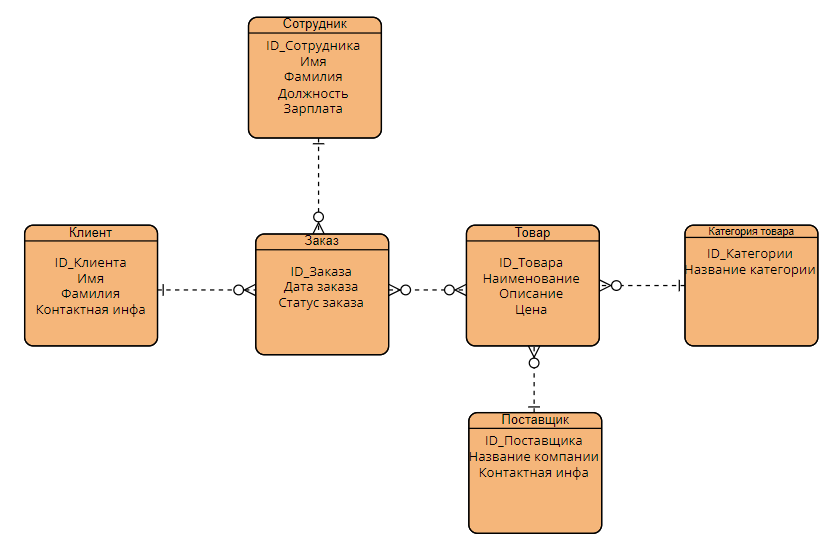 Сотрудник
ID_Сотрудника
Имя
Фамилия
Должность
Зарплата
Клиент
ID_Клиента
Имя
Фамилия
Контактная инфа
Заказ
ID_Заказа
Дата заказа
Статус заказа
Товар
ID_Товара
Наименование
Описание
Цена
Категория товара
ID_Категории
Название категории
Поставщик
ID_Поставщика
Название компании
Контактная инфа